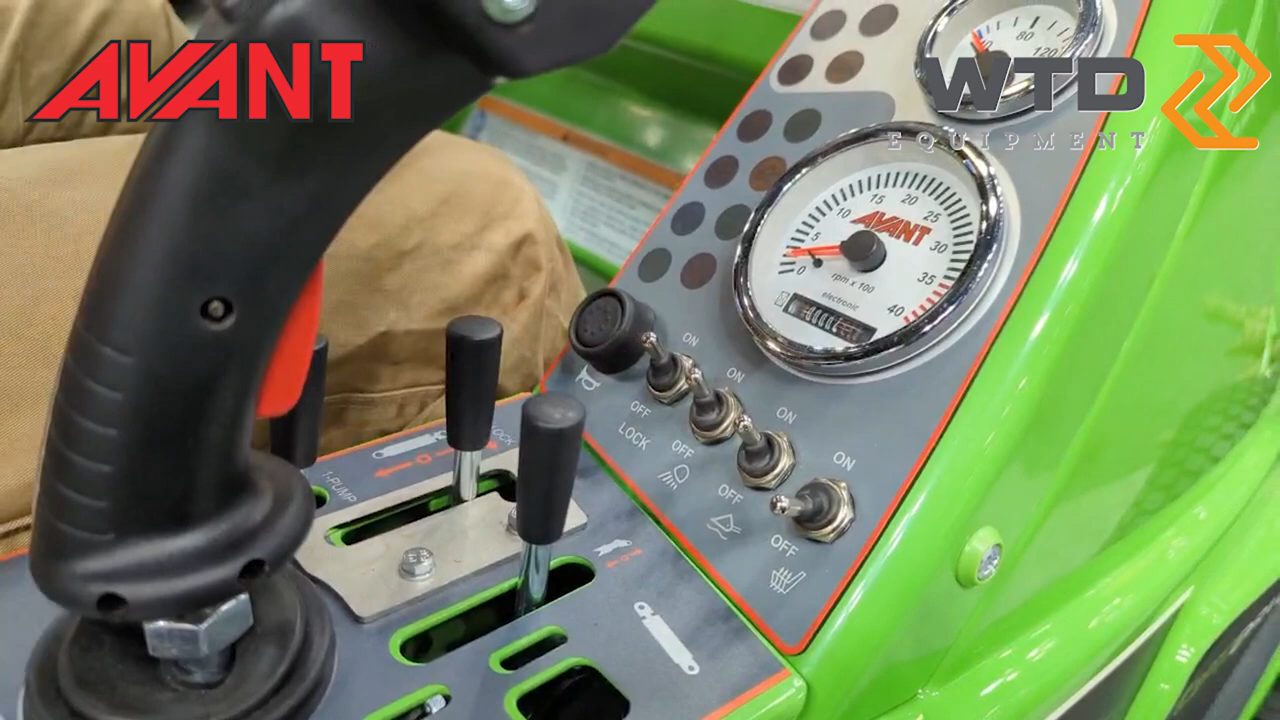 AVANT
WTD
EQUIPMENT
80
120
15
20
10
25
AVANT
5
30
0
rpm x 100
35
electronic
40
ON
ON
OFF
LOCK
ON
OFF
ON
OFF
OFF
LOCK
1-PUMP